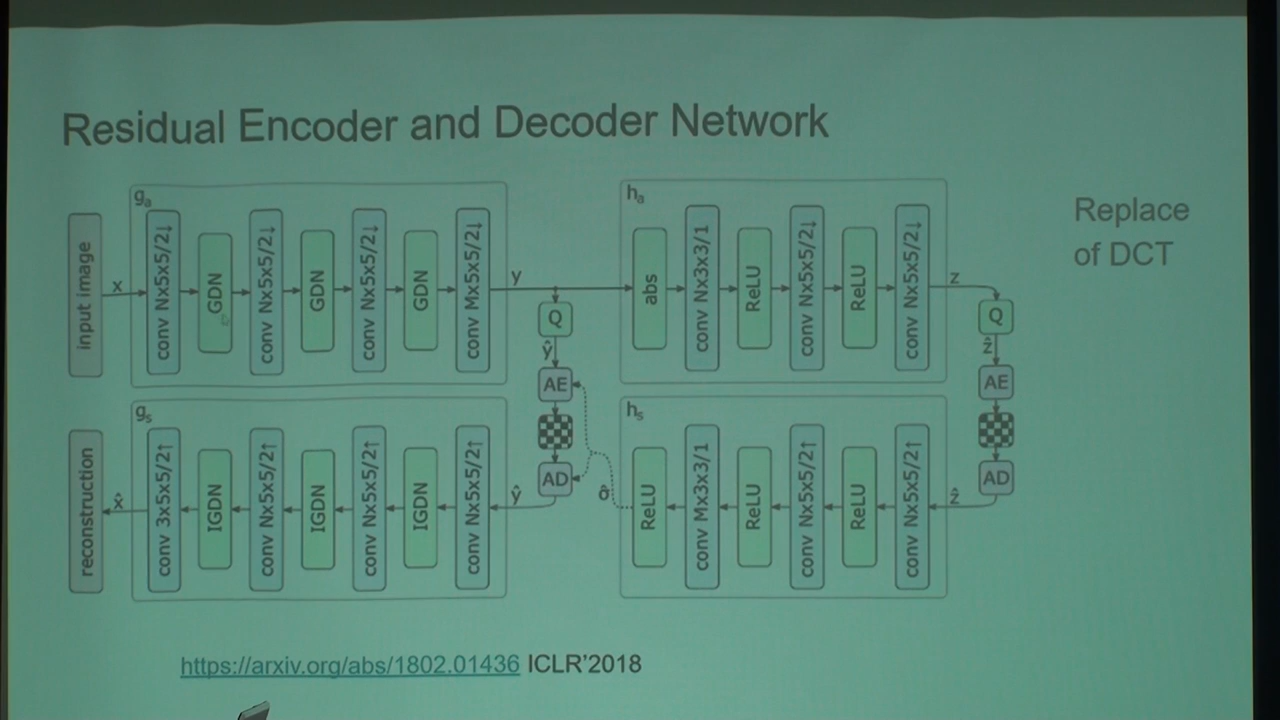 Residual Encoder and Decoder Network
input image
x
gₐ
conv Nx5x5/2↓
GDN
conv Nx5x5/2↓
GDN
conv Nx5x5/2↓
GDN
conv Mx5x5/2↓
y
Q
ŷ
AE
AD
ŷ
hₐ
abs
conv Nx3x3/1
ReLU
conv Nx5x5/2↓
ReLU
conv Nx5x5/2↓
z
Q
ẑ
AE
AD
ẑ
Replace
of DCT
reconstruction
x̂
gₛ
conv 3x5x5/2↑
IGDN
conv Nx5x5/2↑
IGDN
conv Nx5x5/2↑
IGDN
conv Nx5x5/2↑
σ̂
hₛ
ReLU
conv Mx3x3/1
ReLU
conv Nx5x5/2↑
ReLU
conv Nx5x5/2↑
https://arxiv.org/abs/1802.01436 ICLR'2018